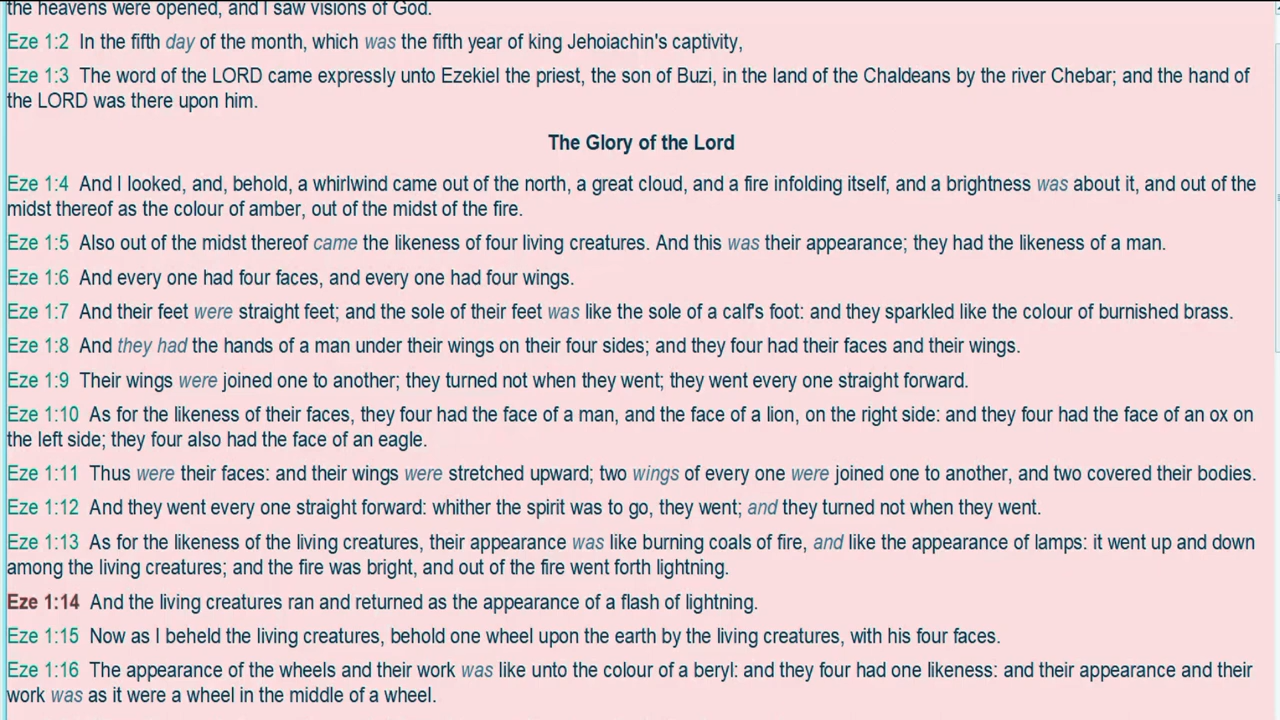 the heavens were opened, and I saw visions of God.
Eze 1:2 In the fifth day of the month, which was the fifth year of king Jehoiachin's captivity,
Eze 1:3 The word of the LORD came expressly unto Ezekiel the priest, the son of Buzi, in the land of the Chaldeans by the river Chebar; and the hand of
the LORD was there upon him.
The Glory of the Lord
Eze 1:4 And I looked, and, behold, a whirlwind came out of the north, a great cloud, and a fire infolding itself, and a brightness was about it, and out of the
midst thereof as the colour of amber, out of the midst of the fire.
Eze 1:5 Also out of the midst thereof came the likeness of four living creatures. And this was their appearance; they had the likeness of a man.
Eze 1:6 And every one had four faces, and every one had four wings.
Eze 1:7 And their feet were straight feet; and the sole of their feet was like the sole of a calf's foot: and they sparkled like the colour of burnished brass.
Eze 1:8 And they had the hands of a man under their wings on their four sides; and they four had their faces and their wings.
Eze 1:9 Their wings were joined one to another; they turned not when they went; they went every one straight forward.
Eze 1:10 As for the likeness of their faces, they four had the face of a man, and the face of a lion, on the right side: and they four had the face of an ox on
the left side; they four also had the face of an eagle.
Eze 1:11 Thus were their faces: and their wings were stretched upward; two wings of every one were joined one to another, and two covered their bodies.
Eze 1:12 And they went every one straight forward: whither the spirit was to go, they went; and they turned not when they went.
Eze 1:13 As for the likeness of the living creatures, their appearance was like burning coals of fire, and like the appearance of lamps: it went up and down
among the living creatures; and the fire was bright, and out of the fire went forth lightning.
Eze 1:14 And the living creatures ran and returned as the appearance of a flash of lightning.
Eze 1:15 Now as I beheld the living creatures, behold one wheel upon the earth by the living creatures, with his four faces.
Eze 1:16 The appearance of the wheels and their work was like unto the colour of a beryl: and they four had one likeness: and their appearance and their
work was as it were a wheel in the middle of a wheel.